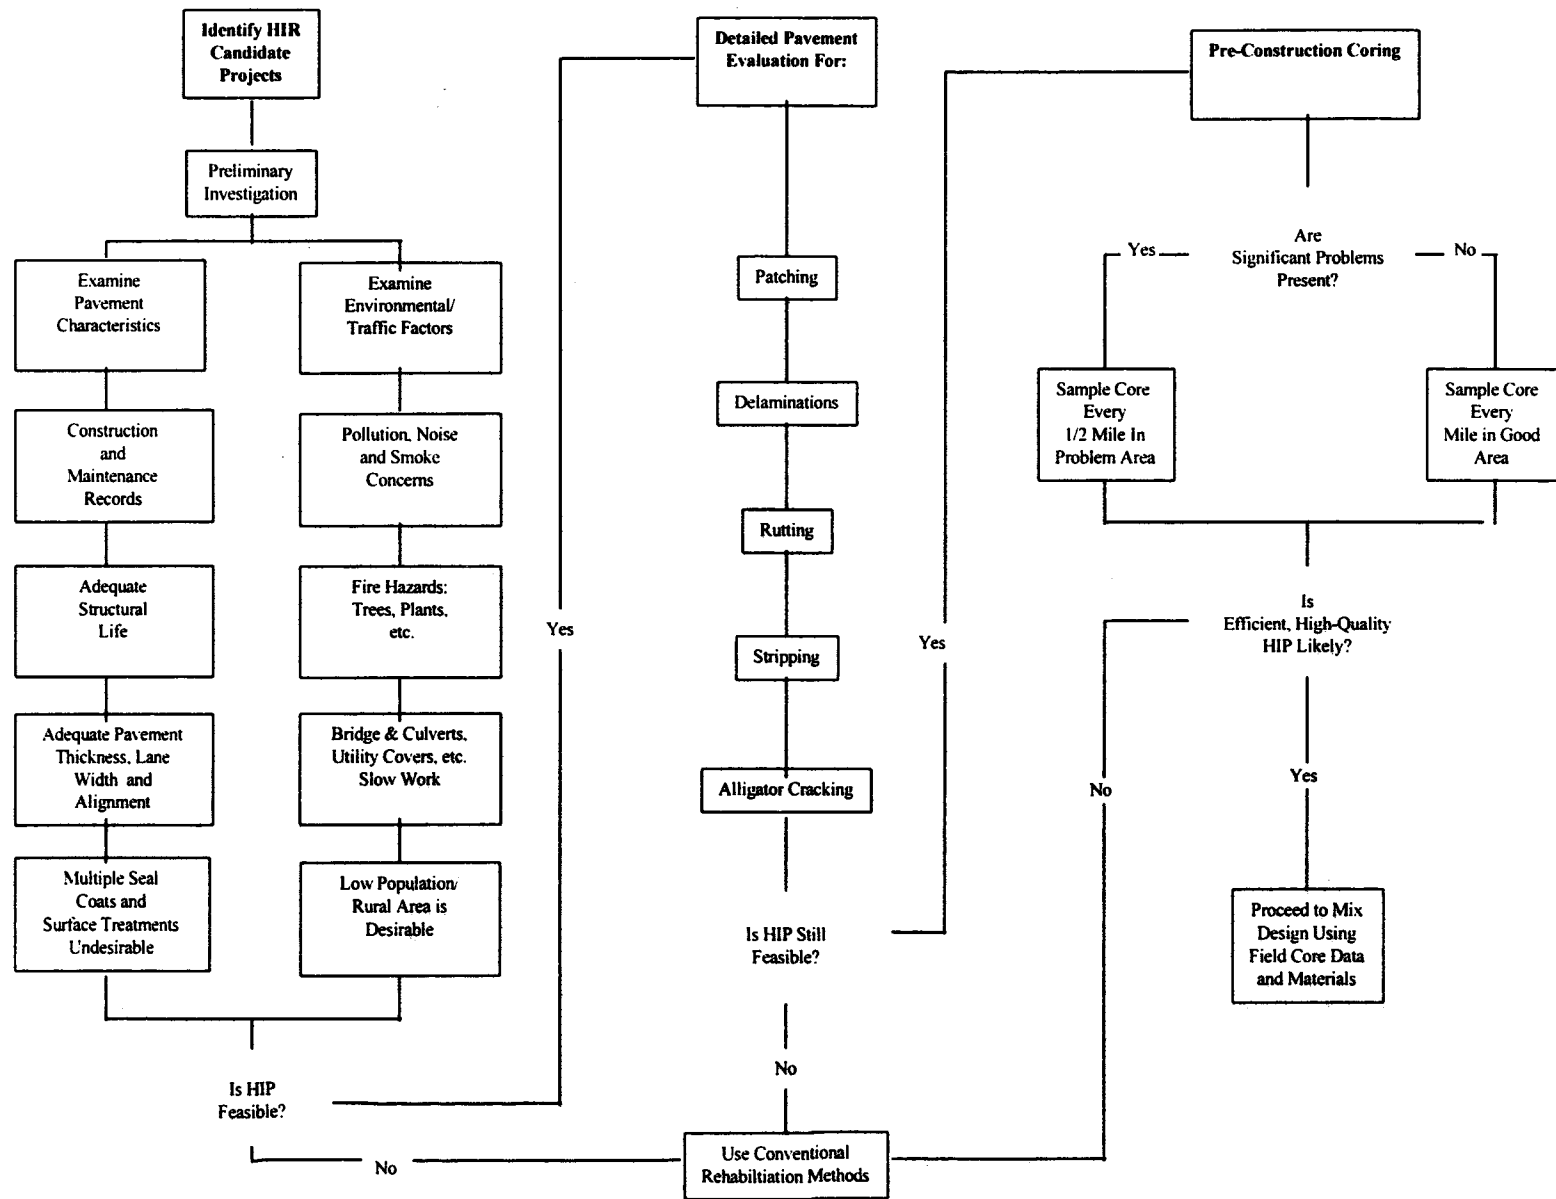 Identify HIR
Candidate
Projects
Preliminary
Investigation
Examine
Pavement
Characteristics
Construction
and
Maintenance
Records
Adequate
Structural
Life
Adequate Pavement
Thickness, Lane
Width and
Alignment
Multiple Seal
Coats and
Surface Treatments
Undesirable
Examine
Environmental/
Traffic Factors
Pollution, Noise
and Smoke
Concerns
Fire Hazards:
Trees, Plants,
etc.
Bridge & Culverts,
Utility Covers, etc.
Slow Work
Low Population/
Rural Area is
Desirable
Is HIP
Feasible?
Yes
No
Detailed Pavement
Evaluation For:
Patching
Delaminations
Rutting
Stripping
Alligator Cracking
Is HIP Still
Feasible?
Yes
No
Use Conventional
Rehabiltiation Methods
Pre-Construction Coring
Are
Significant Problems
Present?
Yes
No
Sample Core
Every
1/2 Mile In
Problem Area
Sample Core
Every
Mile in Good
Area
Is
Efficient, High-Quality
HIP Likely?
No
Yes
Proceed to Mix
Design Using
Field Core Data
and Materials